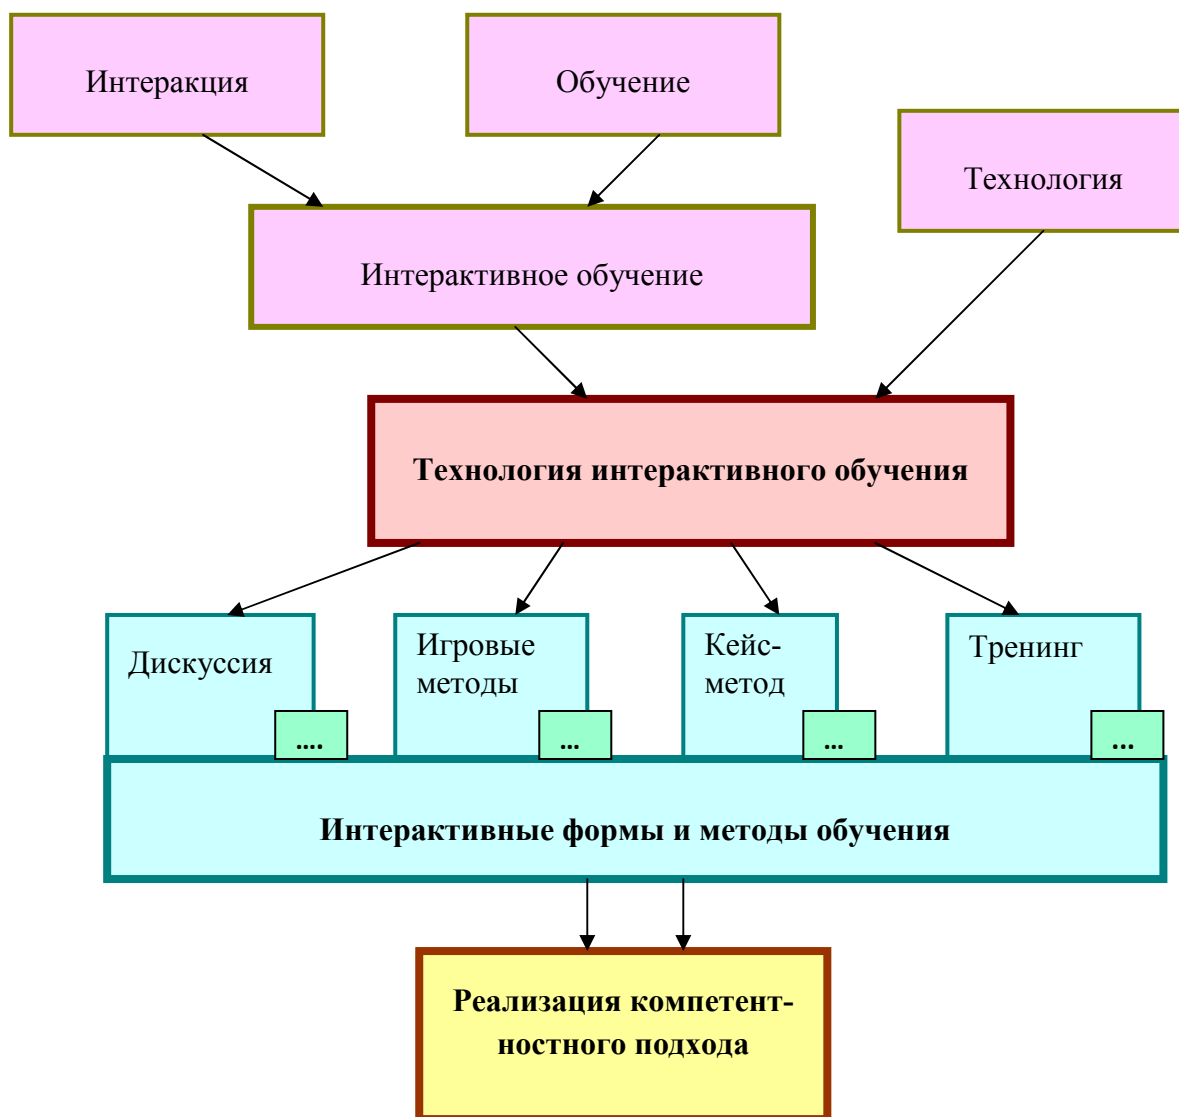 Интеракция
Обучение
Технология
Интерактивное обучение
Технология интерактивного обучения
Дискуссия
Игровые
методы
Кейс-
метод
Тренинг
....
...
...
...
Интерактивные формы и методы обучения
Реализация компетент-
ностного подхода